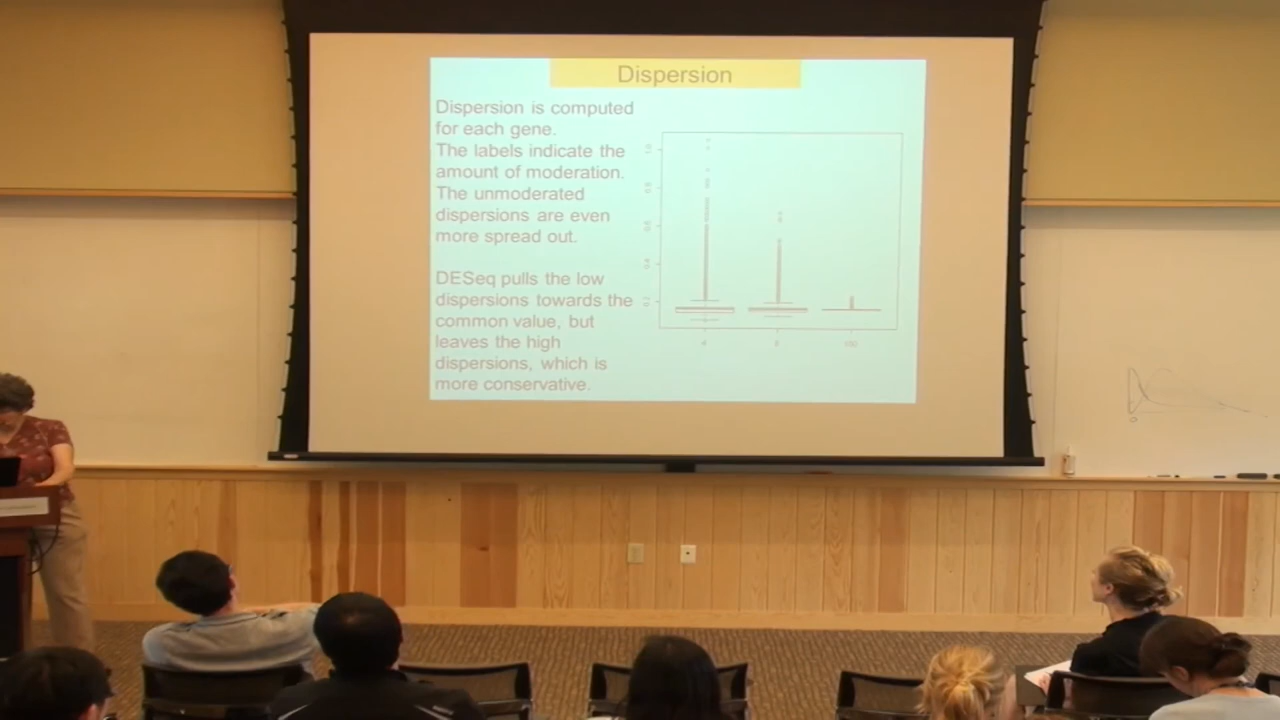 Dispersion
Dispersion is computed
for each gene.
The labels indicate the
amount of moderation.
The unmoderated
dispersions are even
more spread out.
DESeq pulls the low
dispersions towards the
common value, but
leaves the high
dispersions, which is
more conservative.